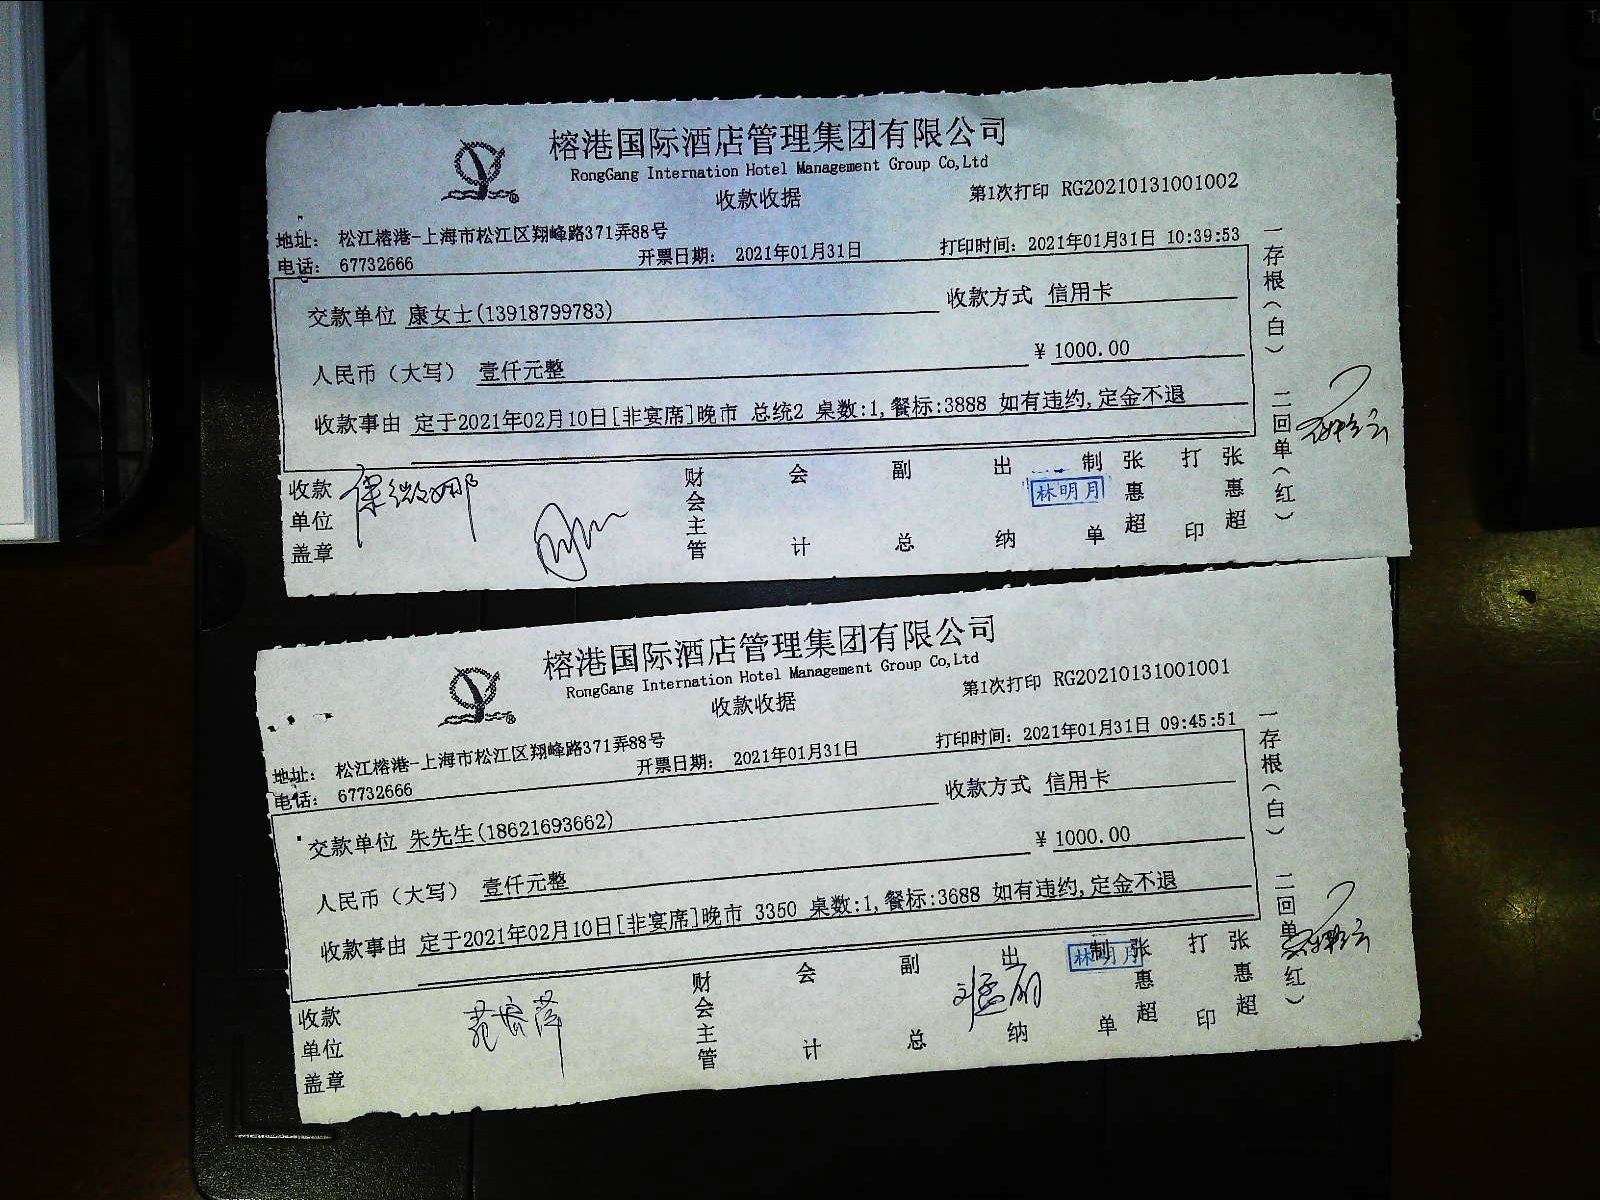 榕港国际酒店管理集团有限公司
RongGang Internation Hotel Management Group Co,Ltd
收款收据
第1次打印 RG20210131001002
地址： 松江榕港-上海市松江区翔峰路371弄88号
电话： 67732666
开票日期： 2021年01月31日
打印时间：2021年01月31日 10:39:53
交款单位 康女士(13918799783)
收款方式 信用卡
人民币（大写） 壹仟元整
¥ 1000.00
收款事由 定于2021年02月10日[非宴席]晚市 总统2 桌数:1,餐标:3888 如有违约,定金不退
收款单位盖章
财会主管
会计
副总
出纳
林明月
制单
张惠超
打印
张惠超
一存根（白）
二回单（红）
榕港国际酒店管理集团有限公司
RongGang Internation Hotel Management Group Co,Ltd
收款收据
第1次打印 RG20210131001001
地址： 松江榕港-上海市松江区翔峰路371弄88号
电话： 67732666
开票日期： 2021年01月31日
打印时间：2021年01月31日 09:45:51
交款单位 朱先生(18621693662)
收款方式 信用卡
人民币（大写） 壹仟元整
¥ 1000.00
收款事由 定于2021年02月10日[非宴席]晚市 3350 桌数:1,餐标:3688 如有违约,定金不退
收款单位盖章
财会主管
会计
副总
出纳
林明月
制单
张惠超
打印
张惠超
一存根（白）
二回单（红）